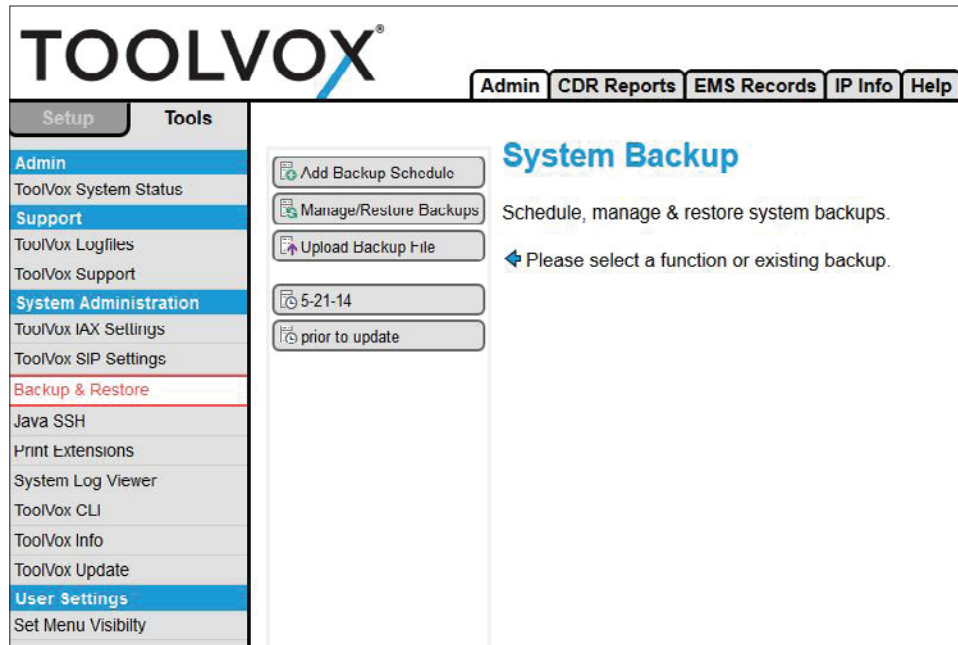 TOOLVOX®
Admin CDR Reports EMS Records IP Info Help
Setup Tools
Admin
ToolVox System Status
Support
ToolVox Logfiles
ToolVox Support
System Administration
ToolVox IAX Settings
ToolVox SIP Settings
Backup & Restore
Java SSH
Print Extensions
System Log Viewer
ToolVox CLI
ToolVox Info
ToolVox Update
User Settings
Set Menu Visibilty
Add Backup Schedule
Manage/Restore Backups
Upload Backup File
5-21-14
prior to update
System Backup
Schedule, manage & restore system backups.
Please select a function or existing backup.